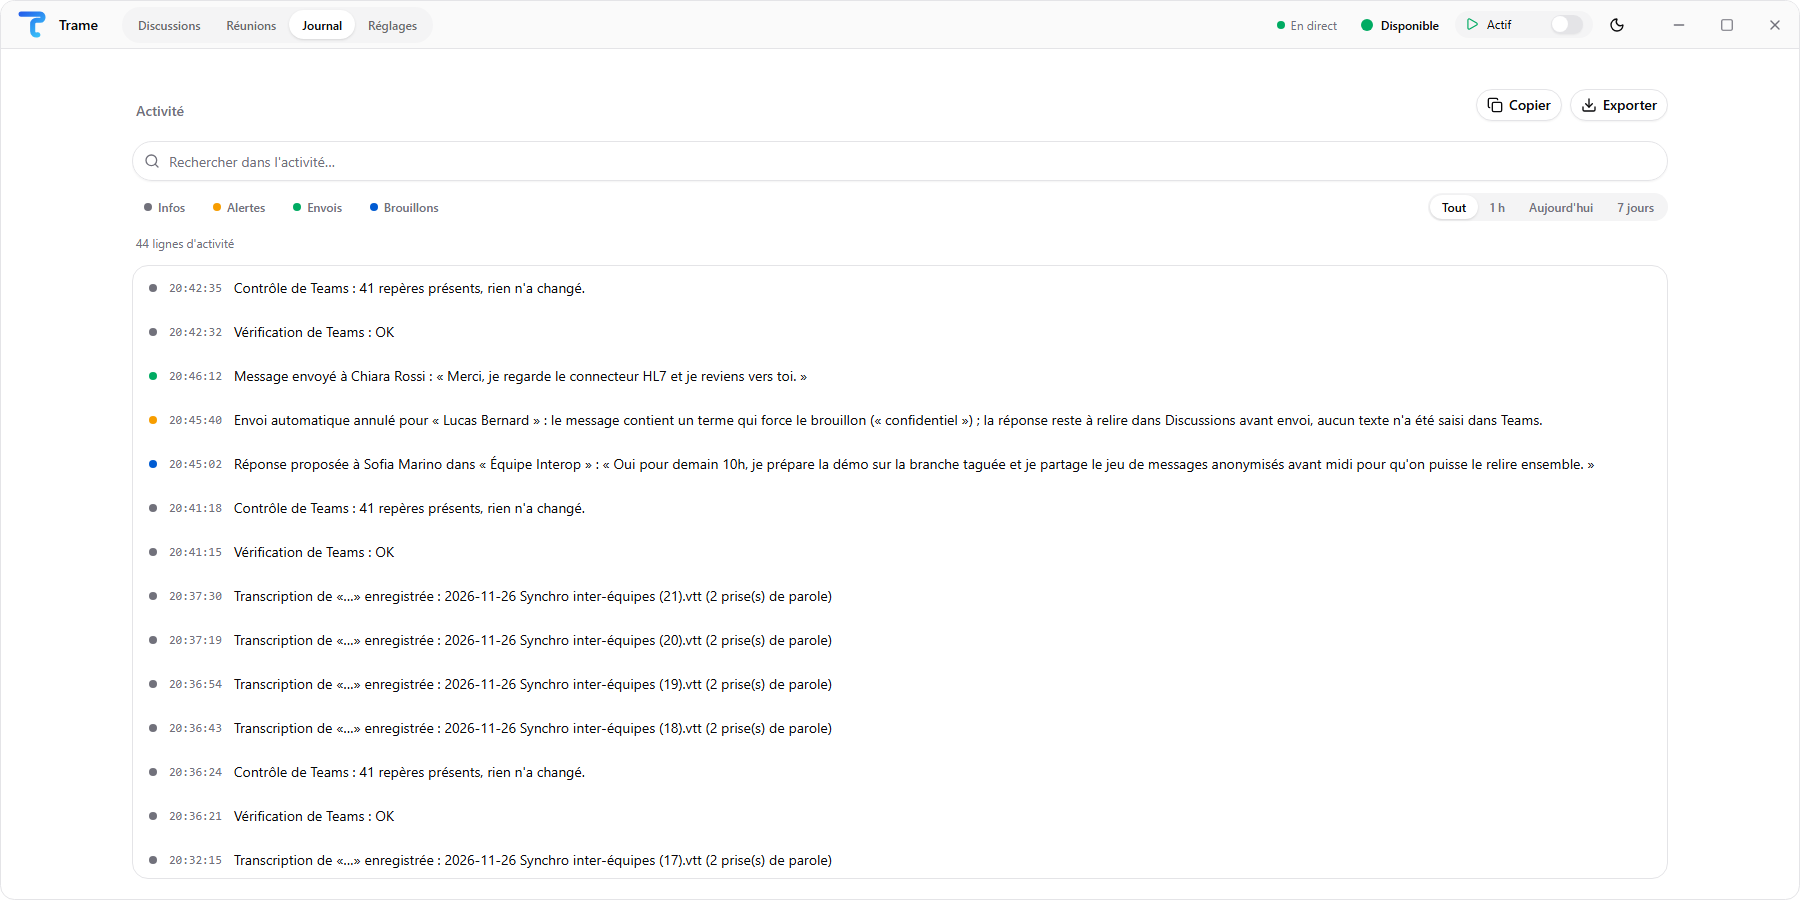 Trame
Discussions Réunions Journal Réglages
En direct Disponible Actif
Activité
Copier Exporter
Rechercher dans l'activité...
Infos Alertes Envois Brouillons
Tout 1 h Aujourd'hui 7 jours
44 lignes d'activité
20:42:35 Contrôle de Teams : 41 repères présents, rien n'a changé.
20:42:32 Vérification de Teams : OK
20:46:12 Message envoyé à Chiara Rossi : « Merci, je regarde le connecteur HL7 et je reviens vers toi. »
20:45:40 Envoi automatique annulé pour « Lucas Bernard » : le message contient un terme qui force le brouillon (« confidentiel ») ; la réponse reste à relire dans Discussions avant envoi, aucun texte n'a été saisi dans Teams.
20:45:02 Réponse proposée à Sofia Marino dans « Équipe Interop » : « Oui pour demain 10h, je prépare la démo sur la branche taguée et je partage le jeu de messages anonymisés avant midi pour qu'on puisse le relire ensemble. »
20:41:18 Contrôle de Teams : 41 repères présents, rien n'a changé.
20:41:15 Vérification de Teams : OK
20:37:30 Transcription de «...» enregistrée : 2026-11-26 Synchro inter-équipes (21).vtt (2 prise(s) de parole)
20:37:19 Transcription de «...» enregistrée : 2026-11-26 Synchro inter-équipes (20).vtt (2 prise(s) de parole)
20:36:54 Transcription de «...» enregistrée : 2026-11-26 Synchro inter-équipes (19).vtt (2 prise(s) de parole)
20:36:43 Transcription de «...» enregistrée : 2026-11-26 Synchro inter-équipes (18).vtt (2 prise(s) de parole)
20:36:24 Contrôle de Teams : 41 repères présents, rien n'a changé.
20:36:21 Vérification de Teams : OK
20:32:15 Transcription de «...» enregistrée : 2026-11-26 Synchro inter-équipes (17).vtt (2 prise(s) de parole)